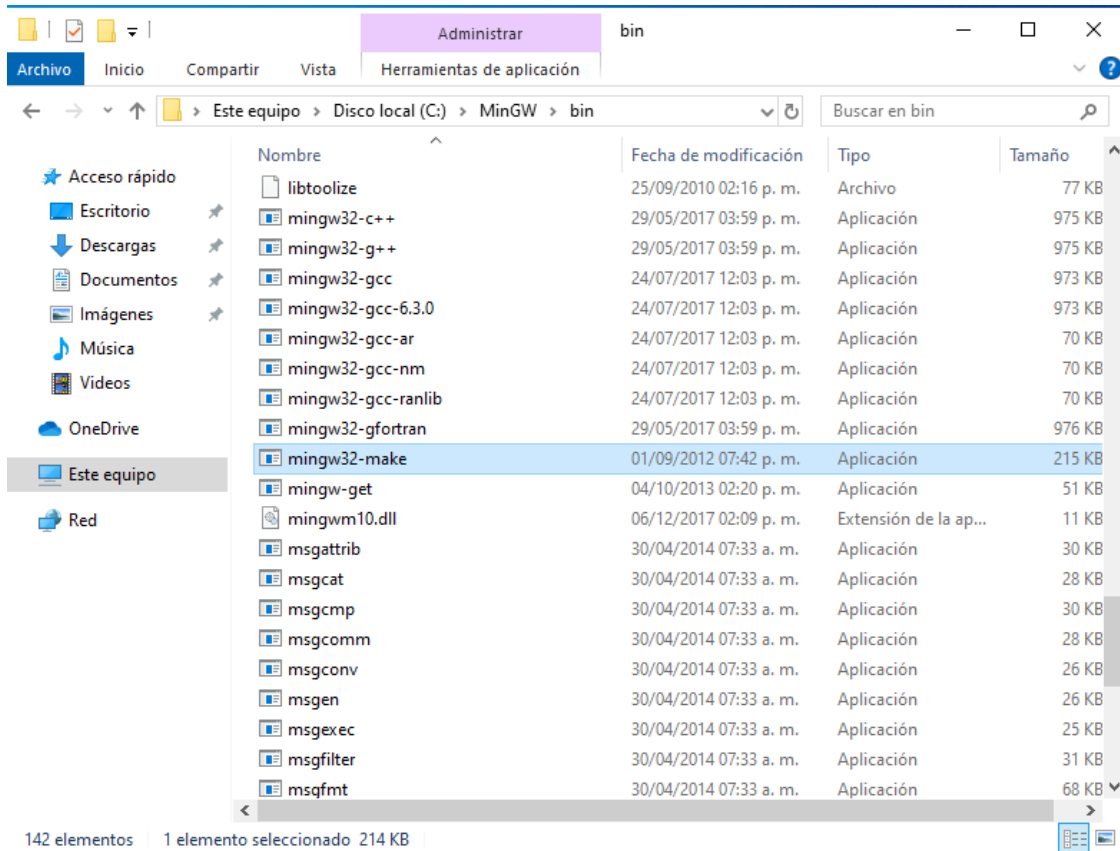 Administrar bin
Archivo Inicio Compartir Vista Herramientas de aplicación ?
Este equipo > Disco local (C:) > MinGW > bin Buscar en bin
Nombre Fecha de modificación Tipo Tamaño
Acceso rápido
Escritorio
Descargas
Documentos
Imágenes
Música
Videos
OneDrive
Este equipo
Red
libtoolize 25/09/2010 02:16 p. m. Archivo 77 KB
mingw32-c++ 29/05/2017 03:59 p. m. Aplicación 975 KB
mingw32-g++ 29/05/2017 03:59 p. m. Aplicación 975 KB
mingw32-gcc 24/07/2017 12:03 p. m. Aplicación 973 KB
mingw32-gcc-6.3.0 24/07/2017 12:03 p. m. Aplicación 973 KB
mingw32-gcc-ar 24/07/2017 12:03 p. m. Aplicación 70 KB
mingw32-gcc-nm 24/07/2017 12:03 p. m. Aplicación 70 KB
mingw32-gcc-ranlib 24/07/2017 12:03 p. m. Aplicación 70 KB
mingw32-gfortran 29/05/2017 03:59 p. m. Aplicación 976 KB
mingw32-make 01/09/2012 07:42 p. m. Aplicación 215 KB
mingw-get 04/10/2013 02:20 p. m. Aplicación 51 KB
mingwm10.dll 06/12/2017 02:09 p. m. Extensión de la ap... 11 KB
msgattrib 30/04/2014 07:33 a. m. Aplicación 30 KB
msgcat 30/04/2014 07:33 a. m. Aplicación 28 KB
msgcmp 30/04/2014 07:33 a. m. Aplicación 30 KB
msgcomm 30/04/2014 07:33 a. m. Aplicación 28 KB
msgconv 30/04/2014 07:33 a. m. Aplicación 26 KB
msgen 30/04/2014 07:33 a. m. Aplicación 26 KB
msgexec 30/04/2014 07:33 a. m. Aplicación 25 KB
msgfilter 30/04/2014 07:33 a. m. Aplicación 31 KB
msgfmt 30/04/2014 07:33 a. m. Aplicación 68 KB
142 elementos 1 elemento seleccionado 214 KB